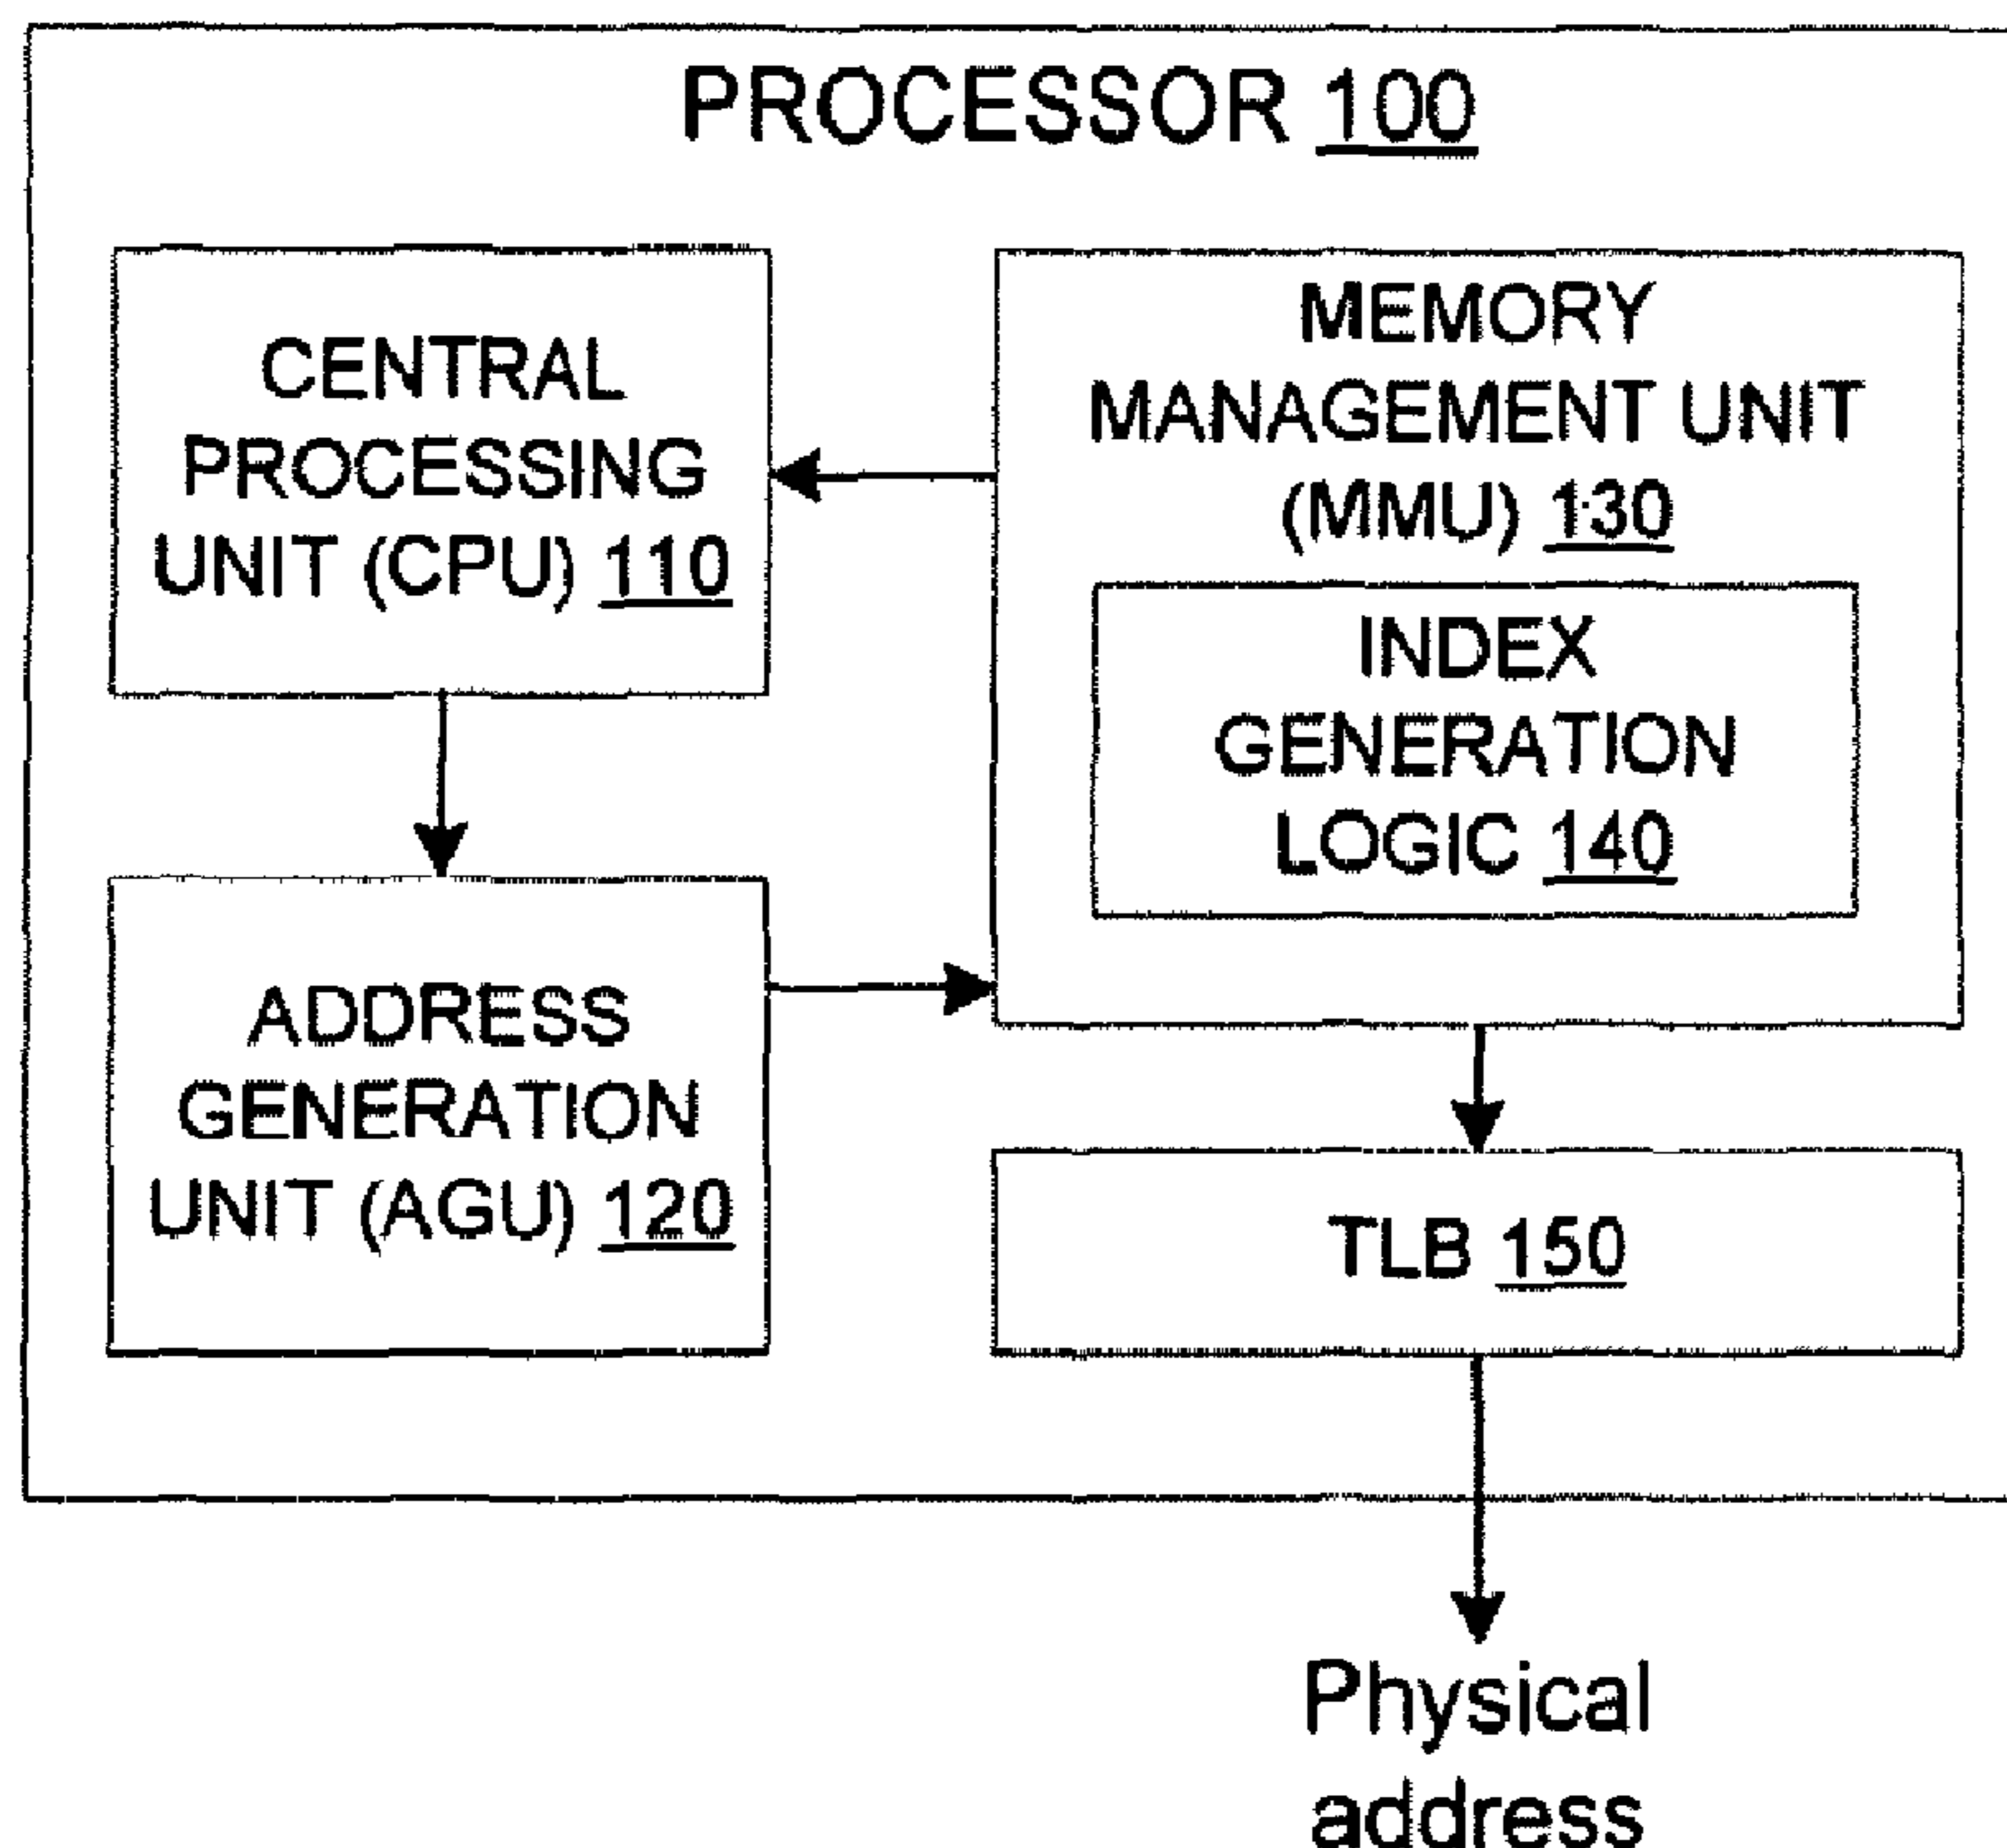 PROCESSOR 100
CENTRAL
PROCESSING
UNIT (CPU) 110
MEMORY
MANAGEMENT UNIT
(MMU) 130
INDEX
GENERATION
LOGIC 140
ADDRESS
GENERATION
UNIT (AGU) 120
TLB 150
Physical
address